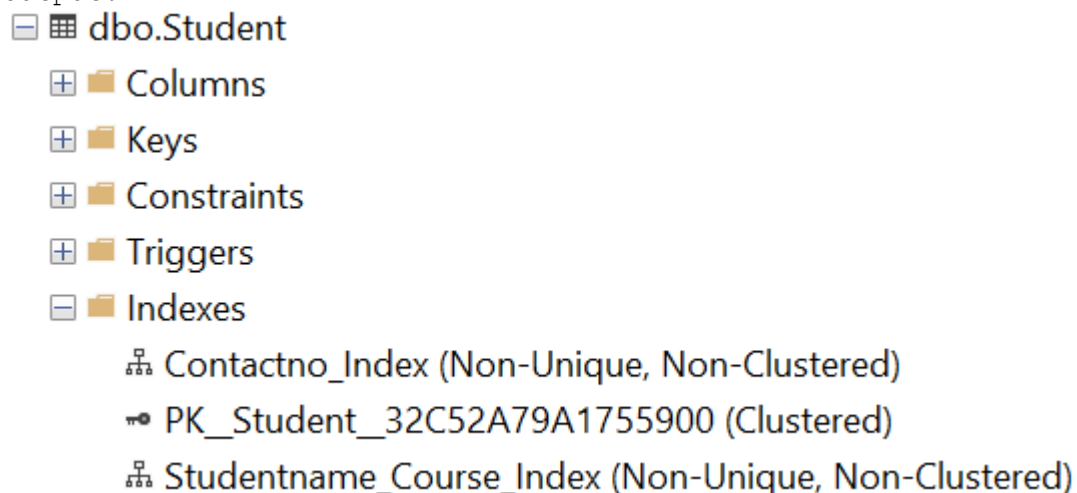 dbo.Student
Columns
Keys
Constraints
Triggers
Indexes
Contactno_Index (Non-Unique, Non-Clustered)
PK__Student__32C52A79A1755900 (Clustered)
Studentname_Course_Index (Non-Unique, Non-Clustered)